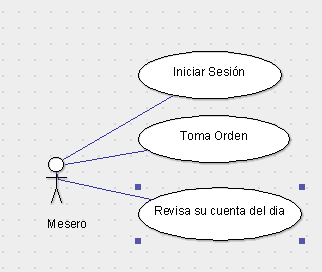 Iniciar Sesión
Toma Orden
Revisa su cuenta del dia
Mesero